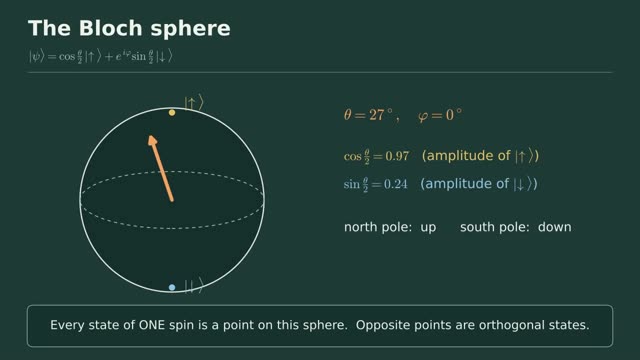 The Bloch sphere
|ψ⟩ = cos θ/2 |↑⟩ + e^{iφ} sin θ/2 |↓⟩
|↑⟩
θ = 27°, φ = 0°
cos θ/2 = 0.97 (amplitude of |↑⟩)
sin θ/2 = 0.24 (amplitude of |↓⟩)
north pole: up south pole: down
|↓⟩
Every state of ONE spin is a point on this sphere. Opposite points are orthogonal states.